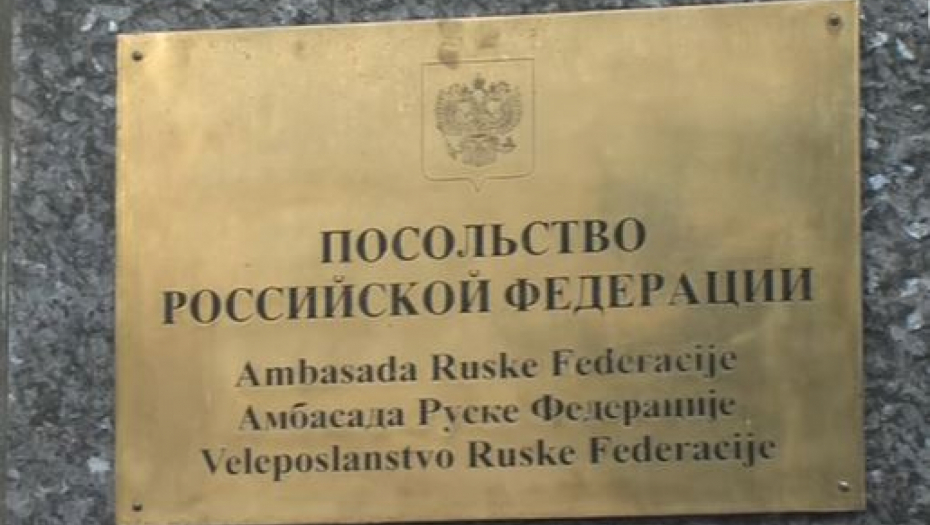 ПОСОЛЬСТВО
РОССИЙСКОЙ ФЕДЕРАЦИИ
Ambasada Ruske Federacije
Амбасада Руске Федерације
Veleposlanstvo Ruske Federacije